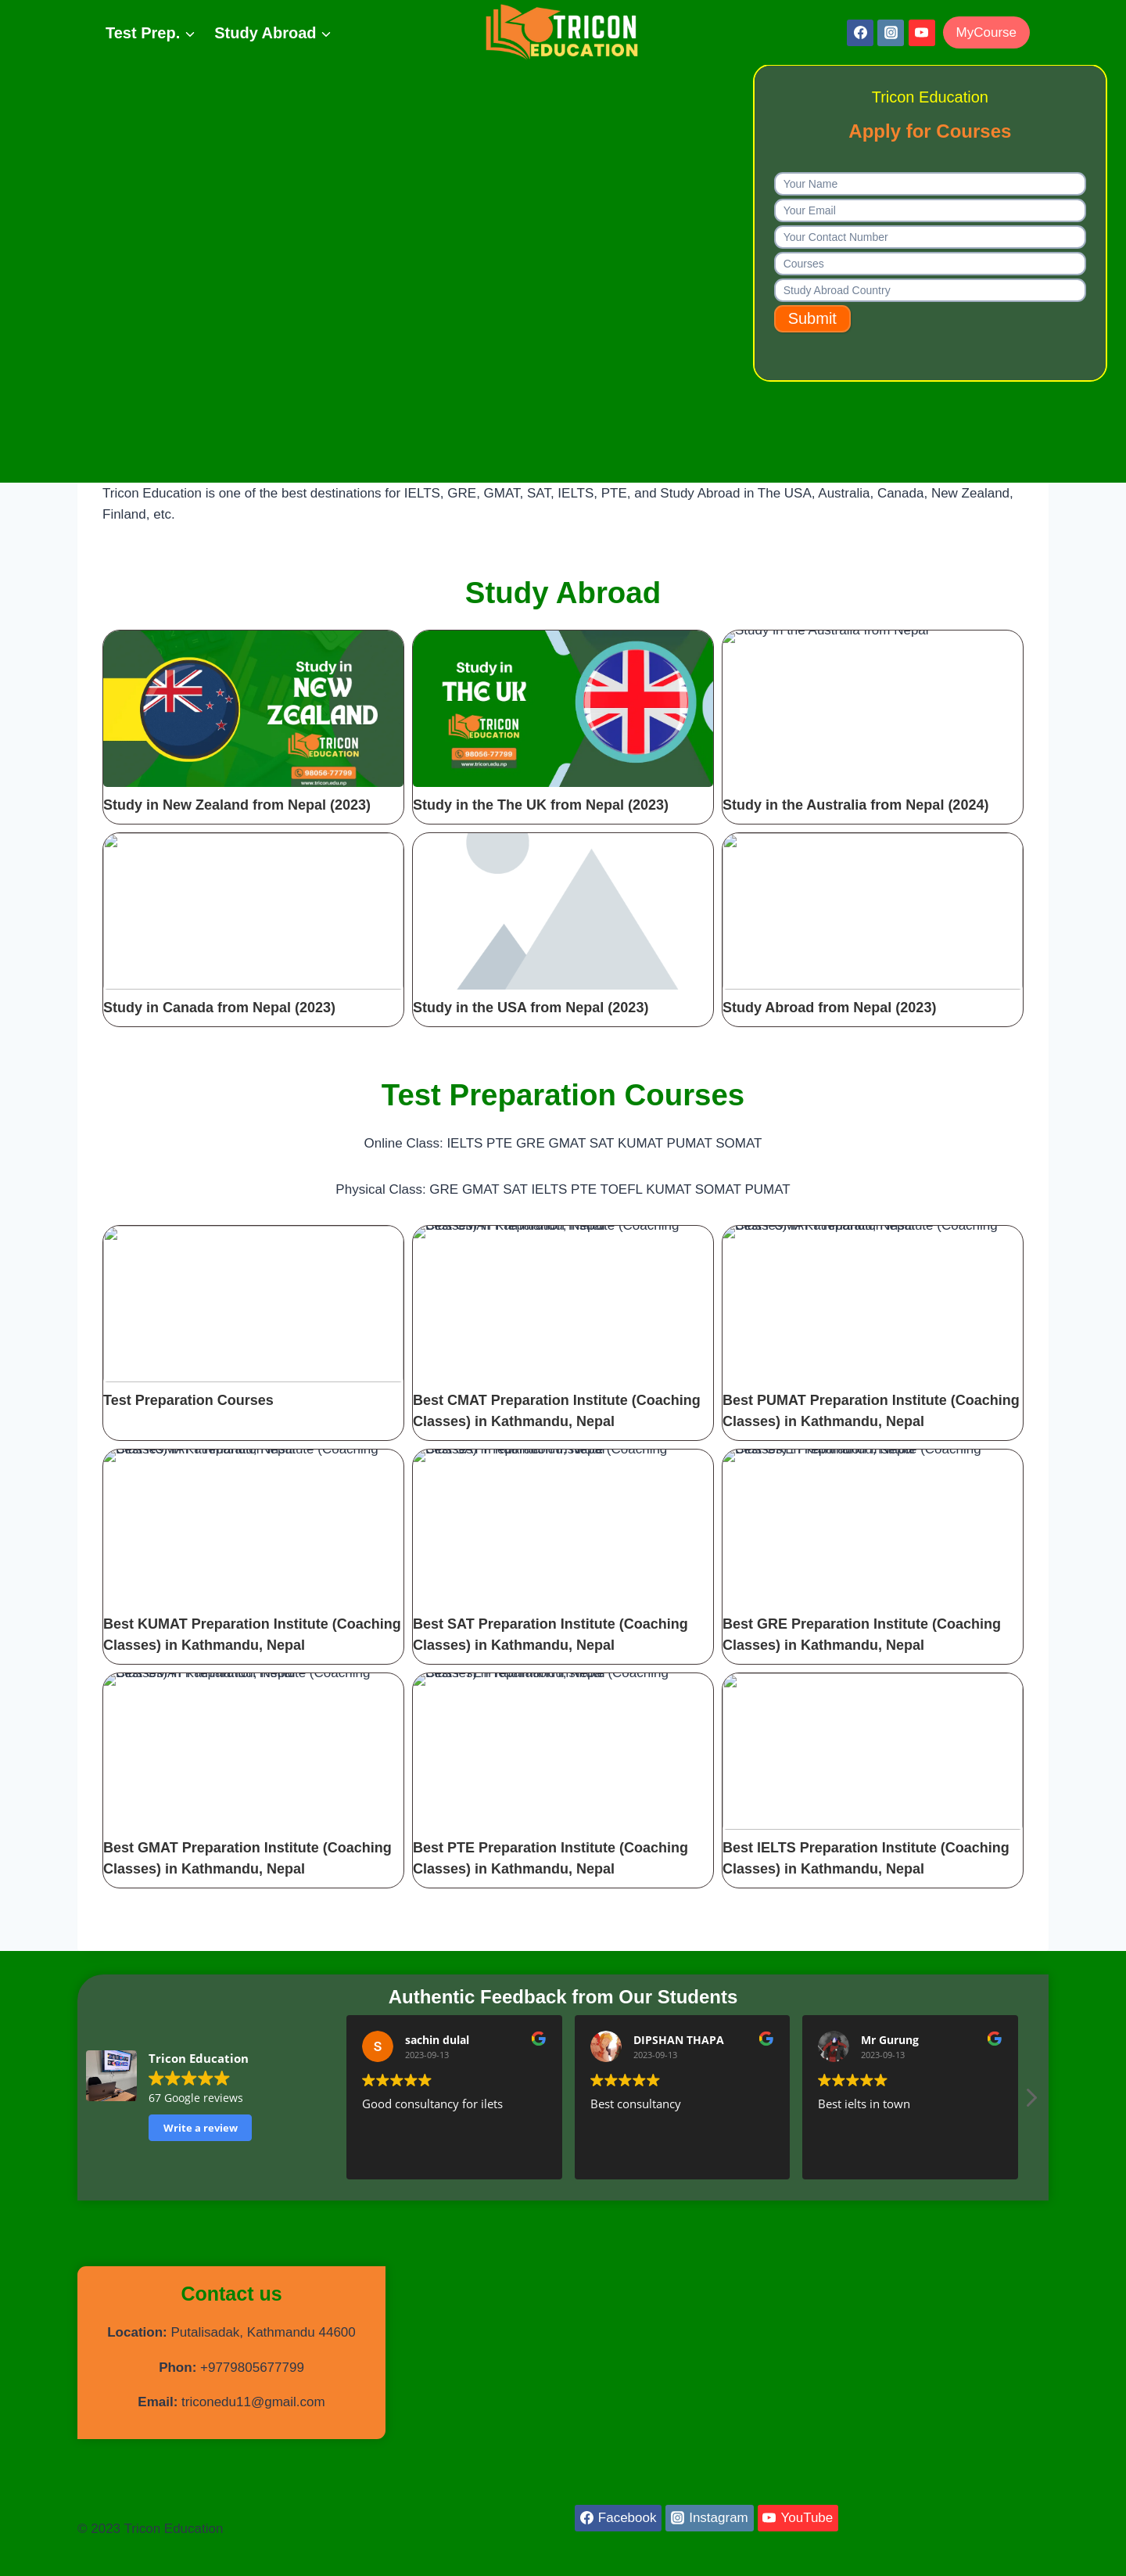 Test Prep.
Study Abroad
TRICON
EDUCATION
MyCourse
Tricon Education
Apply for Courses
Your Name
Your Email
Your Contact Number
Courses
Study Abroad Country
Submit
Tricon Education is one of the best destinations for IELTS, GRE, GMAT, SAT, IELTS, PTE, and Study Abroad in The USA, Australia, Canada, New Zealand,
Finland, etc.
Study Abroad
Study in
NEW
ZEALAND
TRICON
EDUCATION
98056-77799
www.tricon.edu.np
Study in New Zealand from Nepal (2023)
Study in
THE UK
TRICON
EDUCATION
98056-77799
www.tricon.edu.np
Study in the The UK from Nepal (2023)
Study in the Australia from Nepal
Study in the Australia from Nepal (2024)
Study in Canada from Nepal (2023)
Study in the USA from Nepal (2023)
Study Abroad from Nepal (2023)
Test Preparation Courses
Online Class: IELTS PTE GRE GMAT SAT KUMAT PUMAT SOMAT
Physical Class: GRE GMAT SAT IELTS PTE TOEFL KUMAT SOMAT PUMAT
Test Preparation Courses
Best CMAT Preparation Institute (Coaching
Classes) in Kathmandu, Nepal
Best PUMAT Preparation Institute (Coaching
Classes) in Kathmandu, Nepal
Best KUMAT Preparation Institute (Coaching
Classes) in Kathmandu, Nepal
Best SAT Preparation Institute (Coaching
Classes) in Kathmandu, Nepal
Best GRE Preparation Institute (Coaching
Classes) in Kathmandu, Nepal
Best GMAT Preparation Institute (Coaching
Classes) in Kathmandu, Nepal
Best PTE Preparation Institute (Coaching
Classes) in Kathmandu, Nepal
Best IELTS Preparation Institute (Coaching
Classes) in Kathmandu, Nepal
Authentic Feedback from Our Students
Tricon Education
67 Google reviews
Write a review
S
sachin dulal
2023-09-13
Good consultancy for ilets
DIPSHAN THAPA
2023-09-13
Best consultancy
Mr Gurung
2023-09-13
Best ielts in town
Contact us
Location: Putalisadak, Kathmandu 44600
Phon: +9779805677799
Email: triconedu11@gmail.com
Facebook
Instagram
YouTube
© 2023 Tricon Education